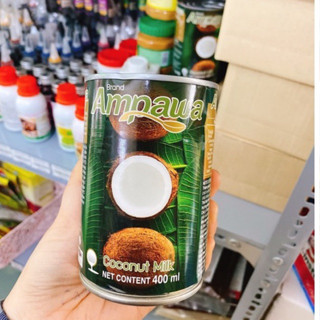 Brand
Ampawa
Coconut Milk
NET CONTENT 400 ml